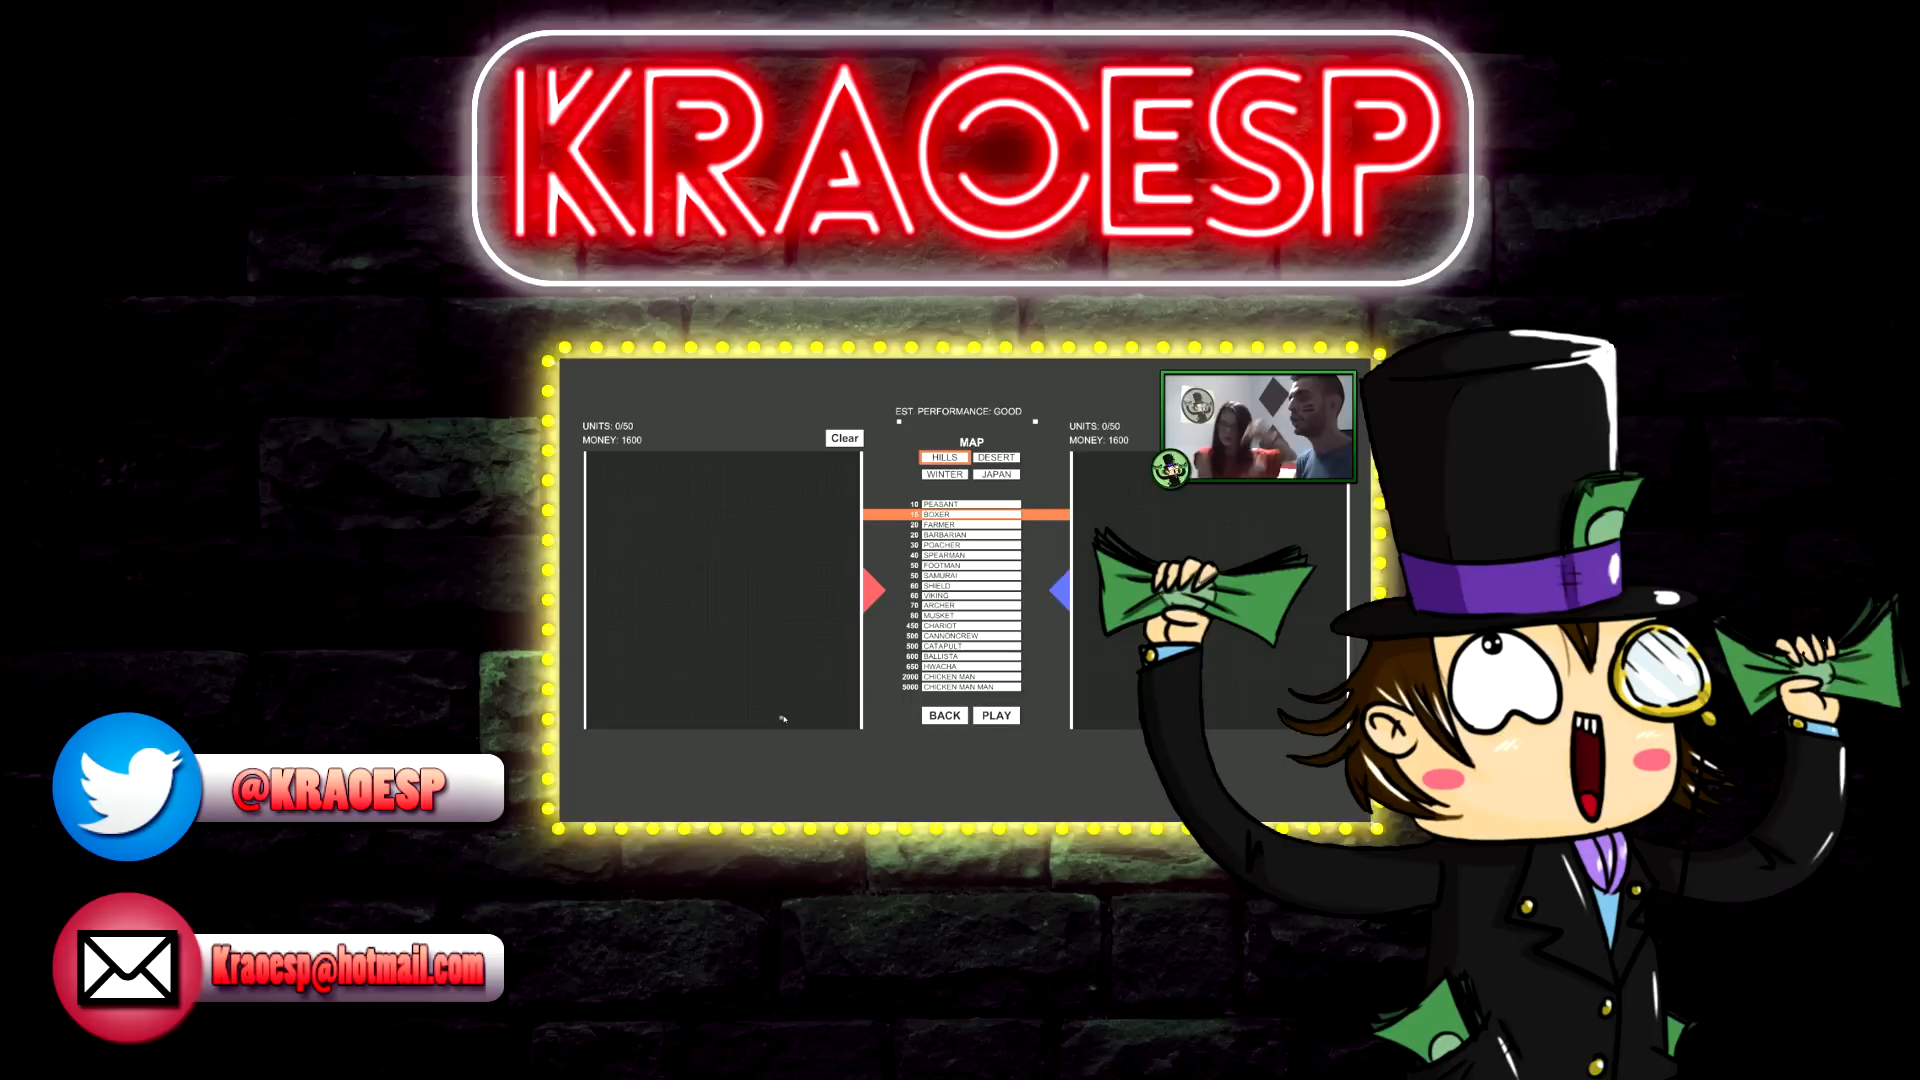 KRAOESP
EST. PERFORMANCE: GOOD
UNITS: 0/50
MONEY: 1600
Clear
UNITS: 0/50
MONEY: 1600
MAP
HILLS DESERT
WINTER JAPAN
10 PEASANT
15 BOXER
20 FARMER
20 BARBARIAN
30 POACHER
40 SPEARMAN
50 FOOTMAN
50 SAMURAI
60 SHIELD
60 VIKING
70 ARCHER
80 MUSKET
450 CHARIOT
500 CANNONCREW
500 CATAPULT
600 BALLISTA
650 HWACHA
2000 CHICKEN MAN
5000 CHICKEN MAN MAN
BACK PLAY
@KRAOESP
Kraoesp@hotmail.com